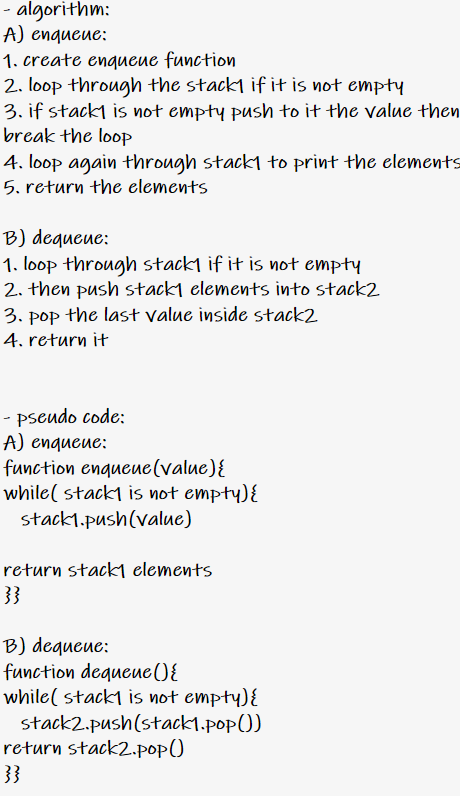 - algorithm:
A) enqueue:
1. create enqueue function
2. loop through the stack1 if it is not empty
3. if stack1 is not empty push to it the value then
break the loop
4. loop again through stack1 to print the elements
5. return the elements
B) dequeue:
1. loop through stack1 if it is not empty
2. then push stack1 elements into stack2
3. pop the last value inside stack2
4. return it
- pseudo code:
A) enqueue:
function enqueue(value){
while( stack1 is not empty){
stack1.push(value)
return stack1 elements
}}
B) dequeue:
function dequeue(){
while( stack1 is not empty){
stack2.push(stack1.pop())
return stack2.pop()
}}